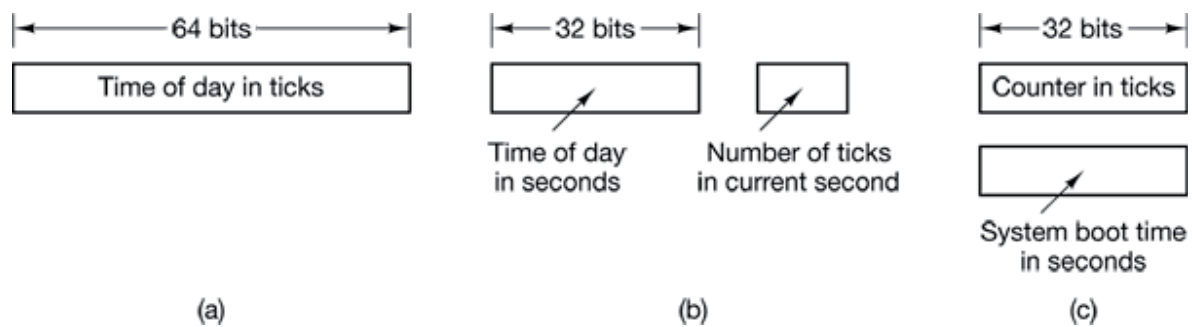 64 bits
Time of day in ticks
(a)
32 bits
Time of day
in seconds
Number of ticks
in current second
(b)
32 bits
Counter in ticks
System boot time
in seconds
(c)